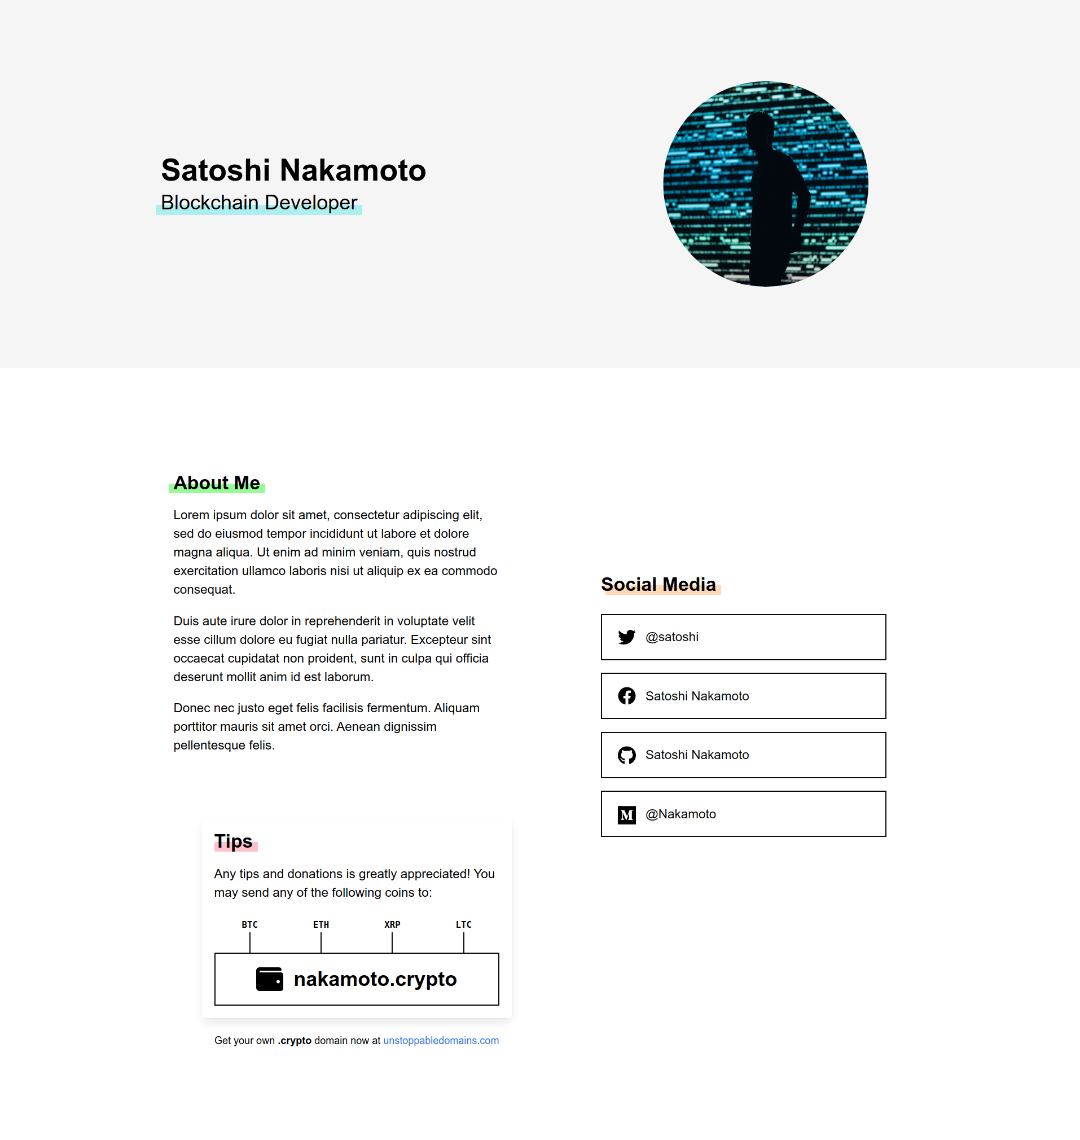 Satoshi Nakamoto
Blockchain Developer
About Me
Lorem ipsum dolor sit amet, consectetur adipiscing elit,
sed do eiusmod tempor incididunt ut labore et dolore
magna aliqua. Ut enim ad minim veniam, quis nostrud
exercitation ullamco laboris nisi ut aliquip ex ea commodo
consequat.
Duis aute irure dolor in reprehenderit in voluptate velit
esse cillum dolore eu fugiat nulla pariatur. Excepteur sint
occaecat cupidatat non proident, sunt in culpa qui officia
deserunt mollit anim id est laborum.
Donec nec justo eget felis facilisis fermentum. Aliquam
porttitor mauris sit amet orci. Aenean dignissim
pellentesque felis.
Tips
Any tips and donations is greatly appreciated! You
may send any of the following coins to:
BTC ETH XRP LTC
nakamoto.crypto
Get your own .crypto domain now at unstoppabledomains.com
Social Media
@satoshi
Satoshi Nakamoto
Satoshi Nakamoto
M @Nakamoto